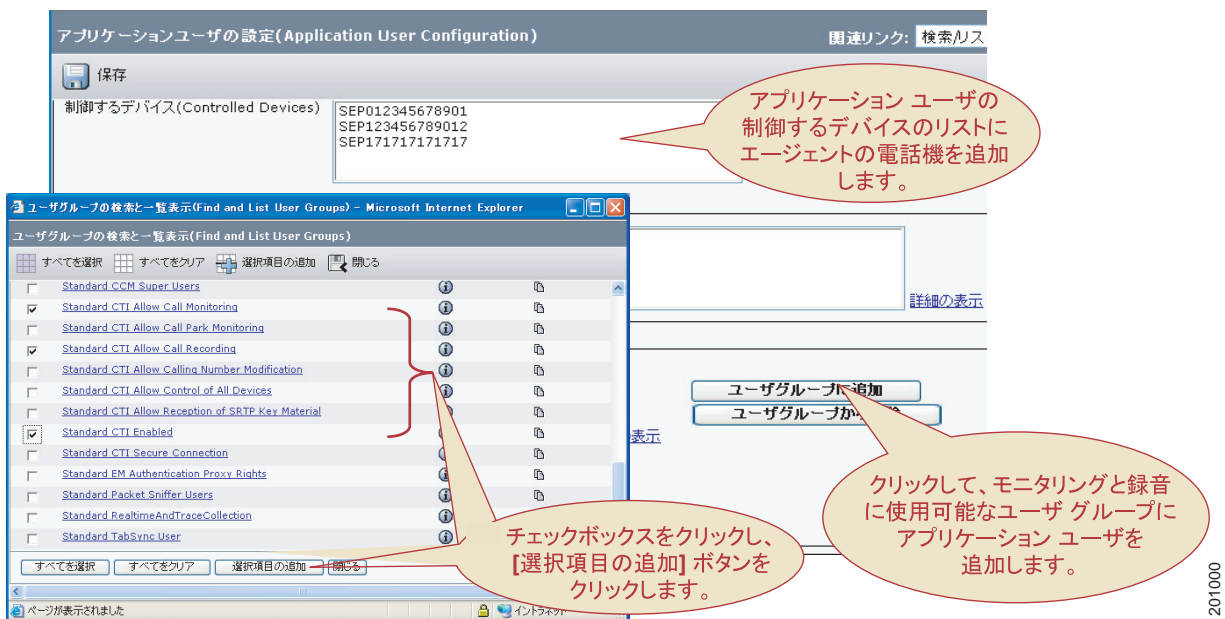 アプリケーションユーザの設定(Application User Configuration)
関連リンク: 検索/リス
保存
制御するデバイス(Controlled Devices)
SEP012345678901
SEP123456789012
SEP171717171717
アプリケーション ユーザの
制御するデバイスのリストに
エージェントの電話機を追加
します。
ユーザグループの検索と一覧表示(Find and List User Groups) - Microsoft Internet Explorer
ユーザグループの検索と一覧表示(Find and List User Groups)
すべてを選択 すべてをクリア 選択項目の追加 閉じる
Standard CCM Super Users
Standard CTI Allow Call Monitoring
Standard CTI Allow Call Park Monitoring
Standard CTI Allow Call Recording
Standard CTI Allow Calling Number Modification
Standard CTI Allow Control of All Devices
Standard CTI Allow Reception of SRTP Key Material
Standard CTI Enabled
Standard CTI Secure Connection
Standard EM Authentication Proxy Rights
Standard Packet Sniffer Users
Standard RealtimeAndTraceCollection
Standard TabSync User
すべてを選択 すべてをクリア 選択項目の追加 閉じる
ページが表示されました
イントラネット
詳細の表示
ユーザグループに追加
ユーザグループから
表示
チェックボックスをクリックし、
[選択項目の追加] ボタンを
クリックします。
クリックして、モニタリングと録音
に使用可能なユーザ グループに
アプリケーション ユーザを
追加します。
201000